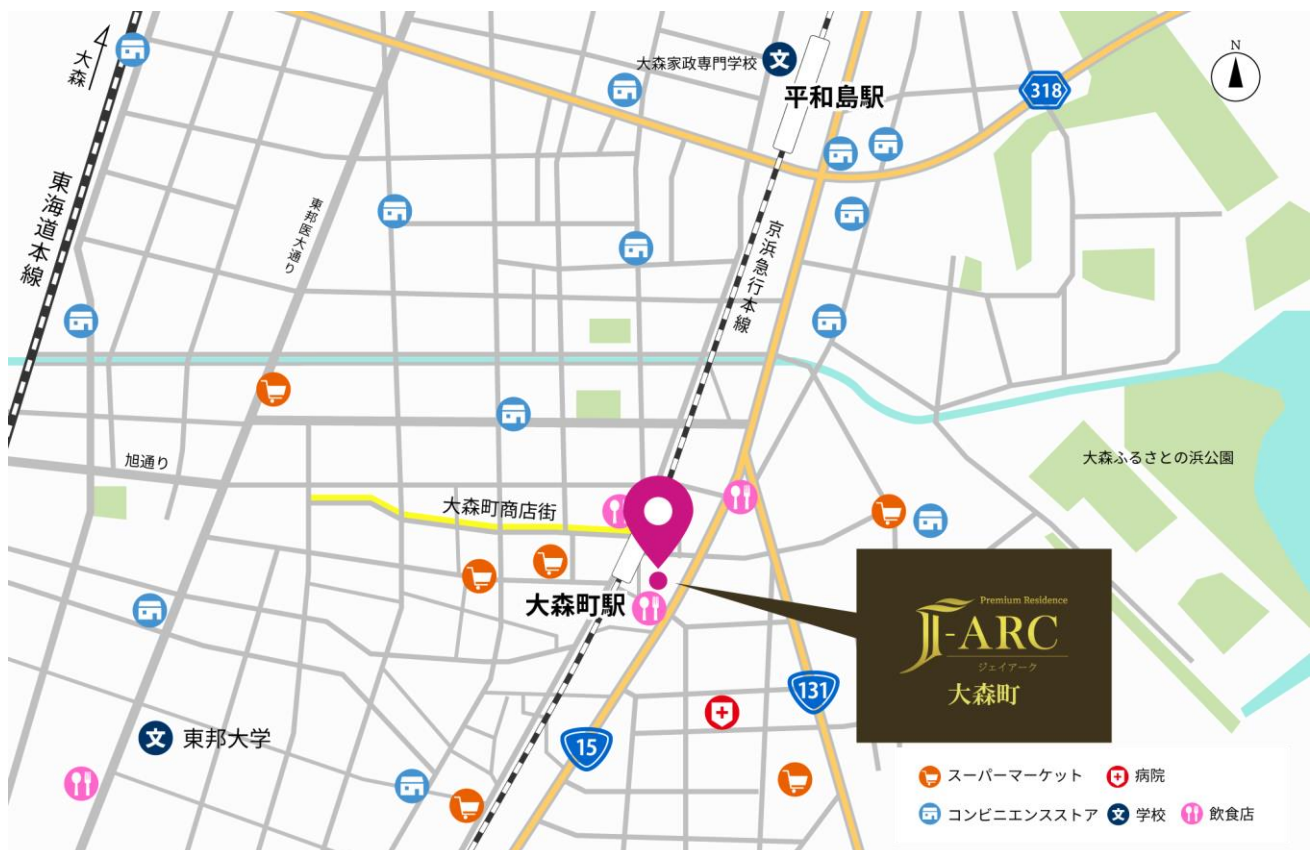 大森
大森家政専門学校
平和島駅
318
N
東海道本線
東邦医大通り
京浜急行本線
旭通り
大森町商店街
大森ふるさとの浜公園
大森町駅
Premium Residence
J-ARC
ジェイアーク
大森町
131
15
東邦大学
スーパーマーケット
病院
コンビニエンスストア
文 学校
飲食店
文
文